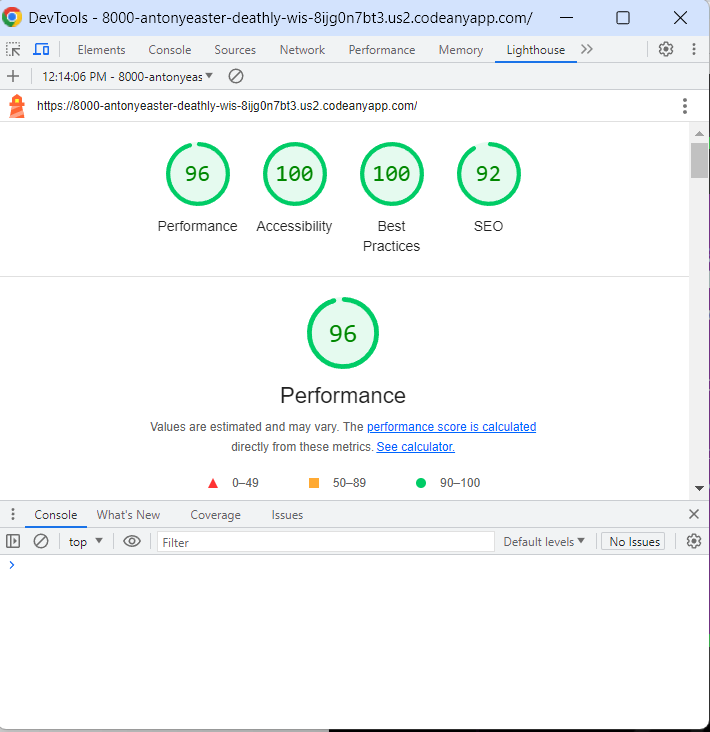 DevTools - 8000-antonyeaster-deathly-wis-8ijg0n7bt3.us2.codeanyapp.com/
Elements Console Sources Network Performance Memory Lighthouse
12:14:06 PM - 8000-antonyeas
https://8000-antonyeaster-deathly-wis-8ijg0n7bt3.us2.codeanyapp.com/
96 100 100 92
Performance Accessibility Best Practices SEO
96
Performance
Values are estimated and may vary. The performance score is calculated
directly from these metrics. See calculator.
0–49 50–89 90–100
Console What's New Coverage Issues
top Filter Default levels No Issues